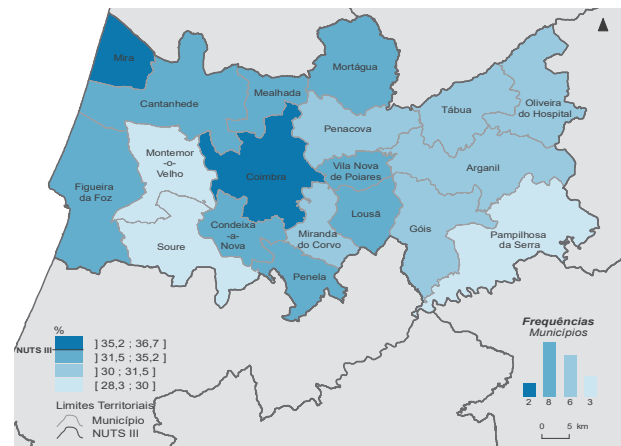 Mira
Mortágua
Mealhada
Cantanhede
Tábua
Oliveira
do Hospital
Penacova
Montemor
-o-
Velho
Vila Nova
de Poiares
Arganil
Coimbra
Figueira
da Foz
Lousã
Condeixa
-a-
Nova
Miranda
do Corvo
Góis
Pampilhosa
da Serra
Soure
Penela
%
NUTS III
] 35,2 ; 36,7 ]
] 31,5 ; 35,2 ]
] 30 ; 31,5 ]
[ 28,3 ; 30 ]
Limites Territoriais
Município
NUTS III
Frequências
Municípios
2 8 6 3
0 5 km